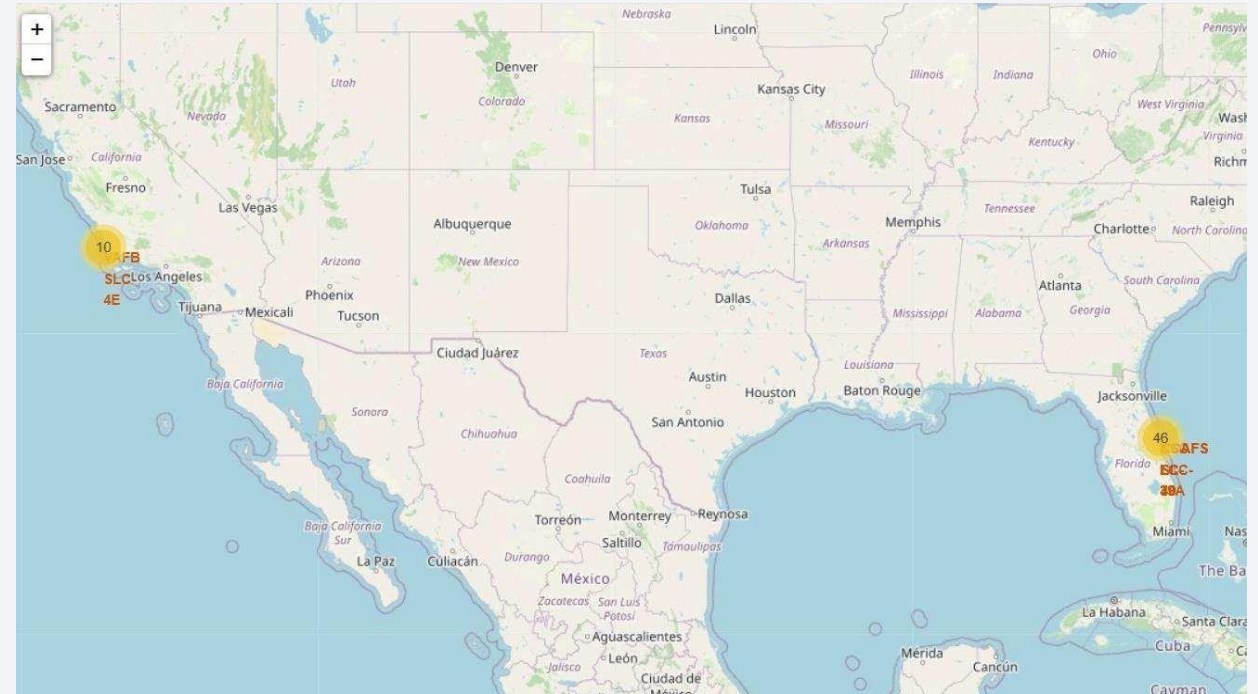 +
−
Nebraska
Lincoln
Pennsylv
Ohio
Denver
Utah
Colorado
Illinois
Indiana
Kansas City
Sacramento
Nevada
Kansas
Missouri
West Virginia
Wash
Virginia
Kentucky
San Jose
California
Richm
Fresno
Las Vegas
Tulsa
Raleigh
Tennessee
Albuquerque
Oklahoma
Memphis
Charlotte
North Carolina
Arkansas
10
VAFB
SLC-
4E
Los Angeles
Arizona
New Mexico
South Carolina
Phoenix
Dallas
Atlanta
Tijuana
Mexicali
Tucson
Mississippi
Alabama
Georgia
Ciudad Juárez
Texas
Louisiana
Baja California
Austin
Houston
Baton Rouge
Jacksonville
Sonora
San Antonio
Chihuahua
46
Florida
Coahuila
Baja California
Sur
Torreón
Monterrey
Reynosa
Miami
Nas
Saltillo
Tamaulipas
La Paz
Culiacán
Durango
The Ba
México
Zacatecas
San Luis
Potosí
La Habana
Santa Clara
Aguascalientes
Cuba
Jalisco
León
Mérida
Cancún
Ciudad de
México
Cayman